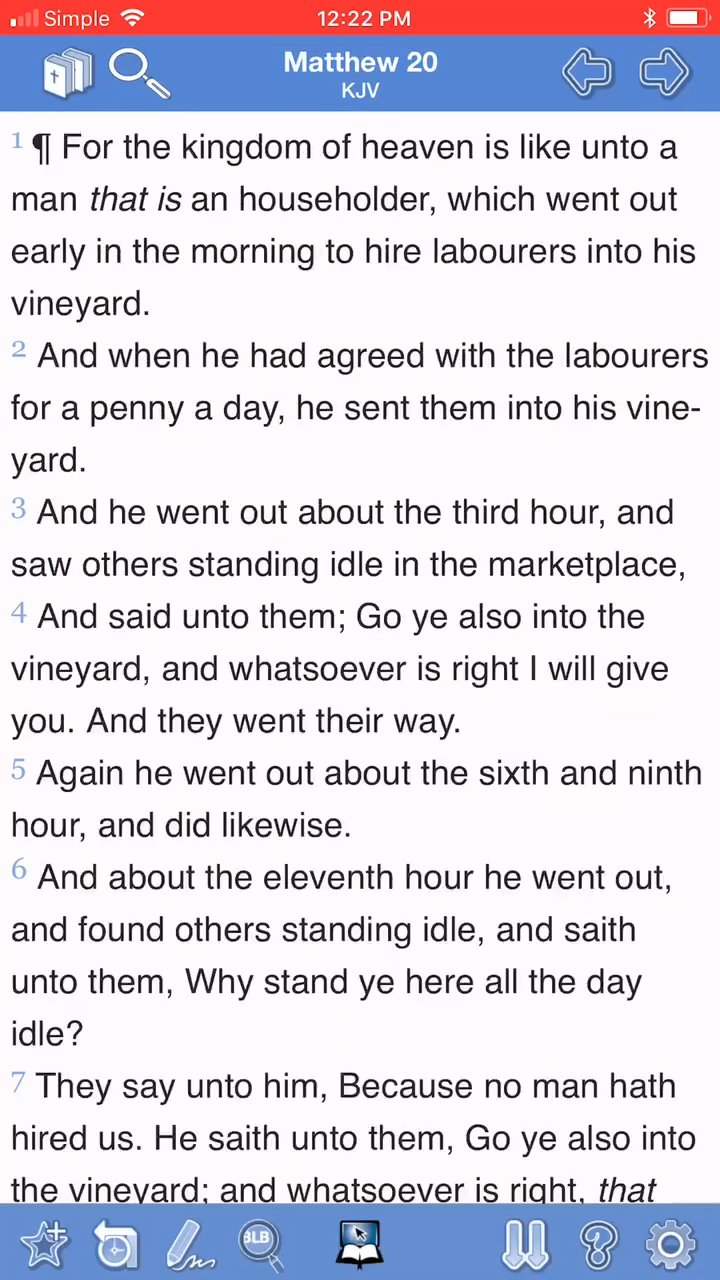 Simple 12:22 PM
Matthew 20
KJV
1 ¶ For the kingdom of heaven is like unto a
man that is an householder, which went out
early in the morning to hire labourers into his
vineyard.
2 And when he had agreed with the labourers
for a penny a day, he sent them into his vine-
yard.
3 And he went out about the third hour, and
saw others standing idle in the marketplace,
4 And said unto them; Go ye also into the
vineyard, and whatsoever is right I will give
you. And they went their way.
5 Again he went out about the sixth and ninth
hour, and did likewise.
6 And about the eleventh hour he went out,
and found others standing idle, and saith
unto them, Why stand ye here all the day
idle?
7 They say unto him, Because no man hath
hired us. He saith unto them, Go ye also into
the vineyard; and whatsoever is right, that
BLB